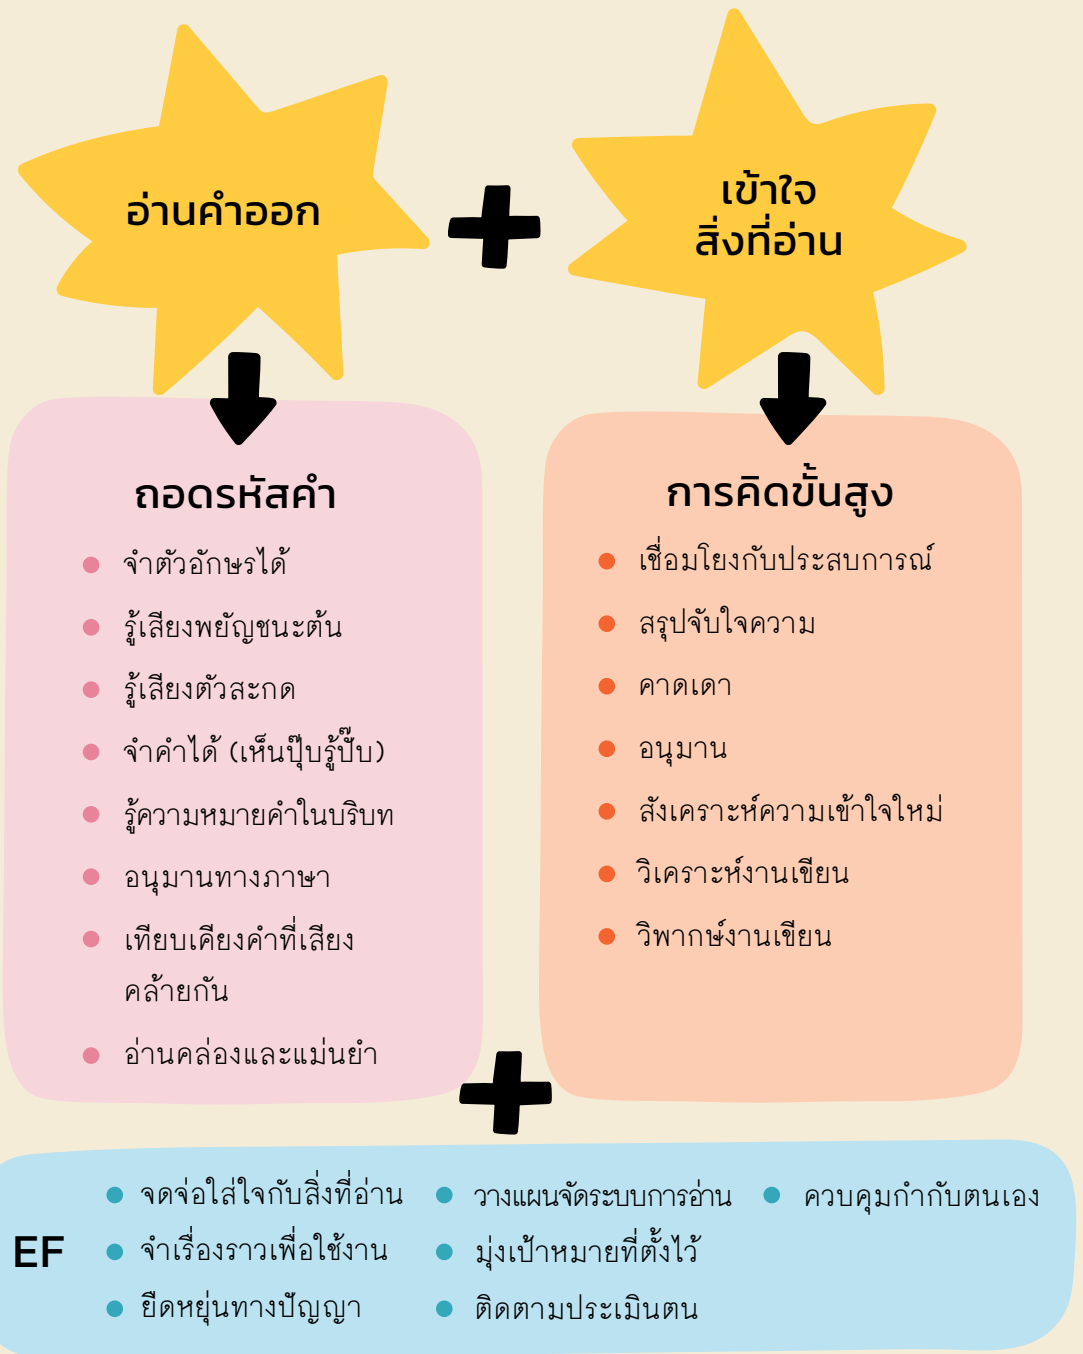 อ่านคำออก
เข้าใจ
สิ่งที่อ่าน
ถอดรหัสคำ
จำตัวอักษรได้
รู้เสียงพยัญชนะต้น
รู้เสียงตัวสะกด
จำคำได้ (เห็นปุ๊บรู้ปั๊บ)
รู้ความหมายคำในบริบท
อนุมานทางภาษา
เทียบเคียงคำที่เสียง
คล้ายกัน
อ่านคล่องและแม่นยำ
การคิดขั้นสูง
เชื่อมโยงกับประสบการณ์
สรุปจับใจความ
คาดเดา
อนุมาน
สังเคราะห์ความเข้าใจใหม่
วิเคราะห์งานเขียน
วิพากษ์งานเขียน
EF
จดจ่อใส่ใจกับสิ่งที่อ่าน
จำเรื่องราวเพื่อใช้งาน
ยืดหยุ่นทางปัญญา
วางแผนจัดระบบการอ่าน
มุ่งเป้าหมายที่ตั้งไว้
ติดตามประเมินตน
ควบคุมกำกับตนเอง